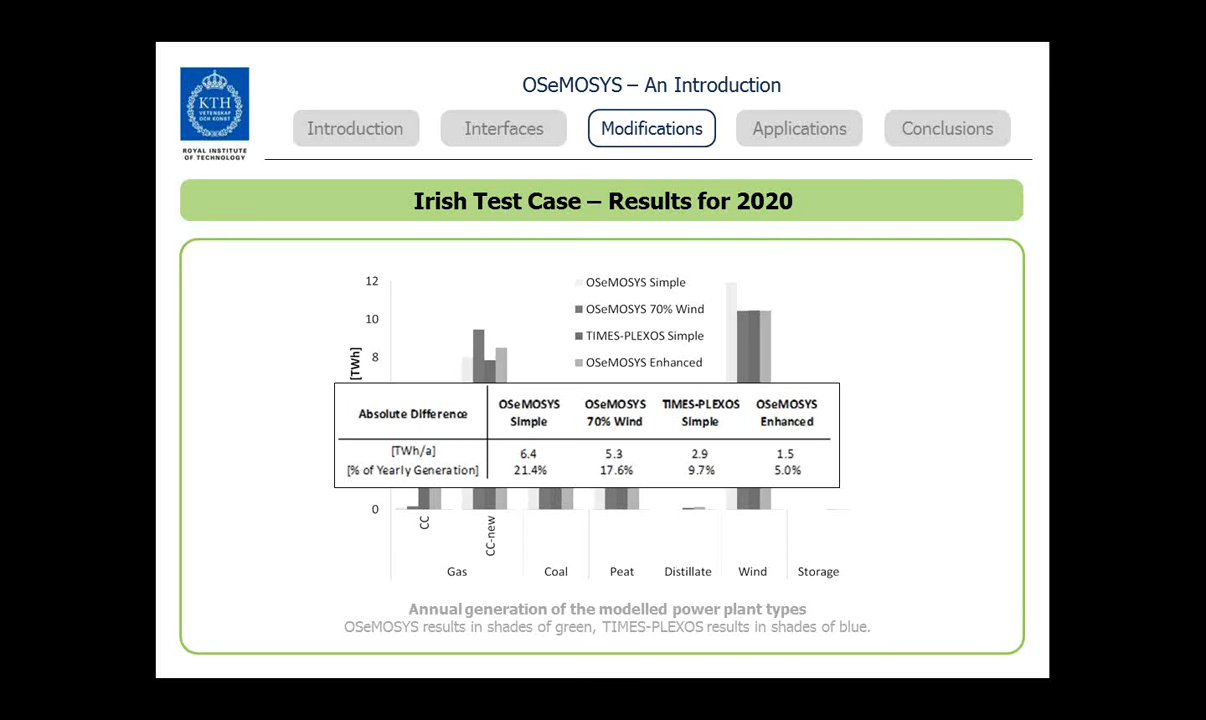 KTH
VETENSKAP
OCH KONST
ROYAL INSTITUTE
OF TECHNOLOGY
OSeMOSYS – An Introduction
Introduction
Interfaces
Modifications
Applications
Conclusions
Irish Test Case – Results for 2020
12
10
8
0
[TWh]
OSeMOSYS Simple
OSeMOSYS 70% Wind
TIMES-PLEXOS Simple
OSeMOSYS Enhanced
Absolute Difference
OSeMOSYS Simple
OSeMOSYS 70% Wind
TIMES-PLEXOS Simple
OSeMOSYS Enhanced
[TWh/a] 6.4 5.3 2.9 1.5
[% of Yearly Generation] 21.4% 17.6% 9.7% 5.0%
CC
CC-new
Gas
Coal
Peat
Distillate
Wind
Storage
Annual generation of the modelled power plant types
OSeMOSYS results in shades of green, TIMES-PLEXOS results in shades of blue.